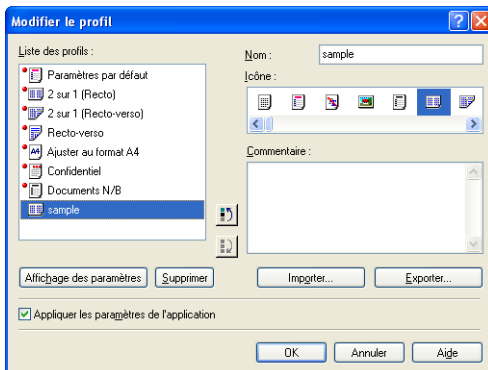 Modifier le profil
Liste des profils :
Paramètres par défaut
2 sur 1 (Recto)
2 sur 1 (Recto-verso)
Recto-verso
Ajuster au format A4
Confidentiel
Documents N/B
sample
Nom :
sample
Icône :
Commentaire :
Affichage des paramètres
Supprimer
Importer...
Exporter...
Appliquer les paramètres de l'application
OK
Annuler
Aide